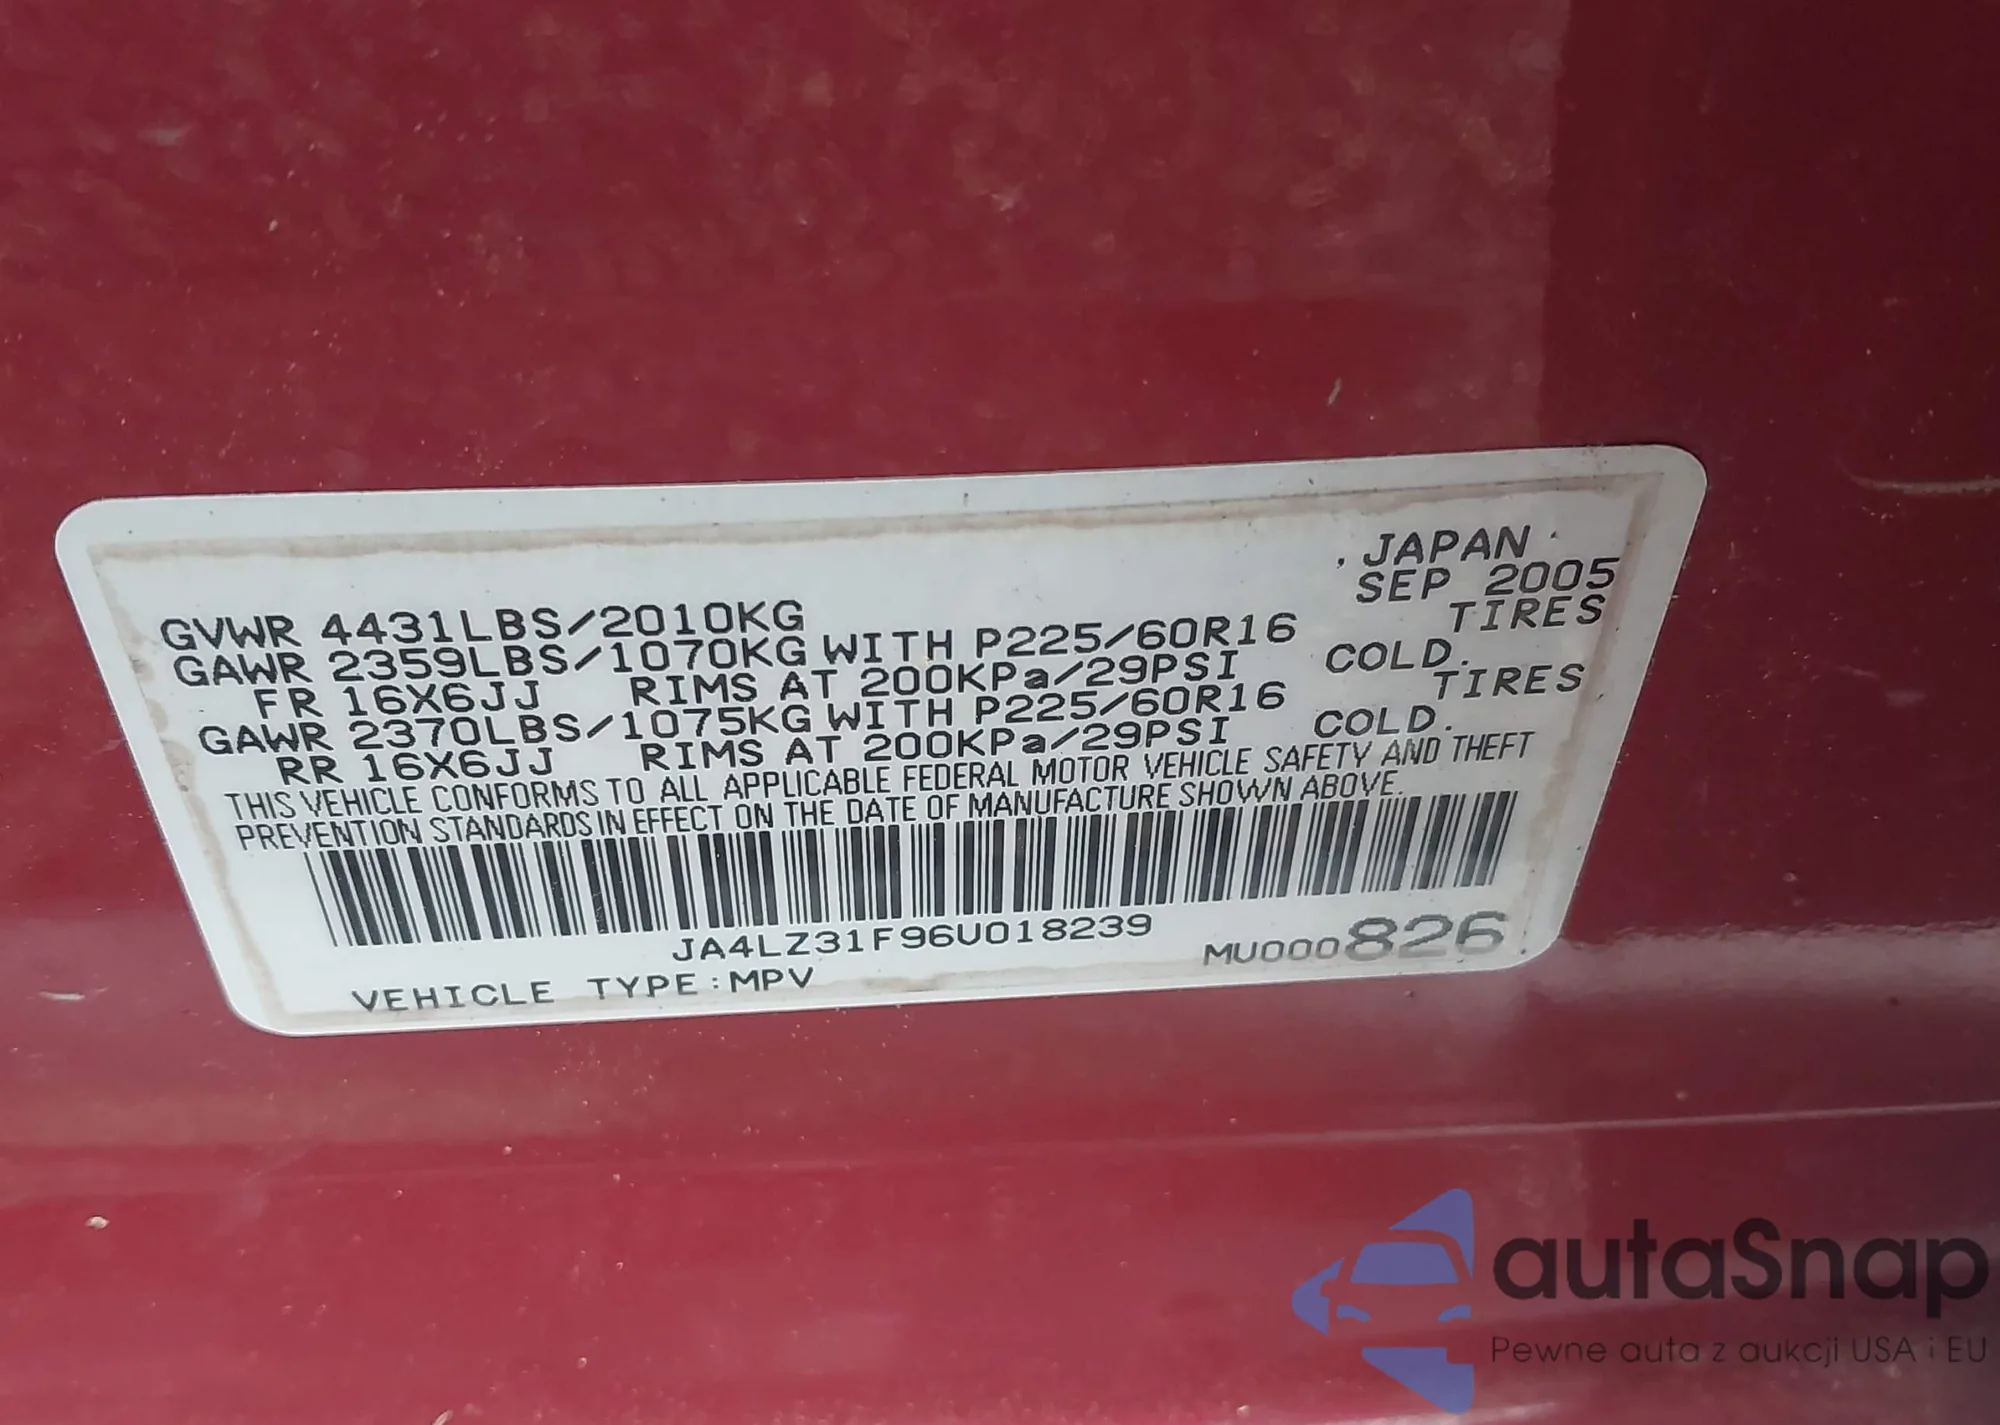 JAPAN
SEP 2005
GVWR 4431LBS/2010KG
GAWR 2359LBS/1070KG WITH P225/60R16 TIRES
FR 16X6JJ RIMS AT 200KPa/29PSI COLD.
GAWR 2370LBS/1075KG WITH P225/60R16 TIRES
RR 16X6JJ RIMS AT 200KPa/29PSI COLD.
THIS VEHICLE CONFORMS TO ALL APPLICABLE FEDERAL MOTOR VEHICLE SAFETY AND THEFT
PREVENTION STANDARDS IN EFFECT ON THE DATE OF MANUFACTURE SHOWN ABOVE.
JA4LZ31F96U018239
MU000826
VEHICLE TYPE:MPV
autaSnap
Pewne auta z aukcji USA i EU